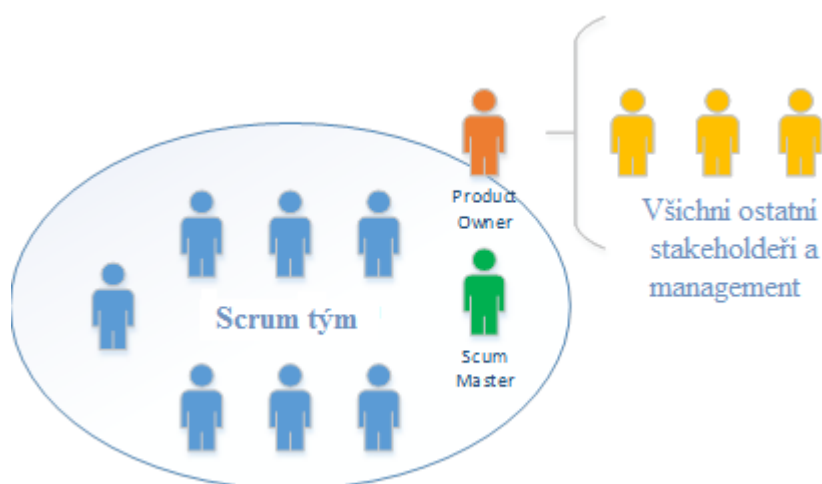 Product
Owner
Všichni ostatní
stakeholdeři a
management
Scrum tým
Scum
Master